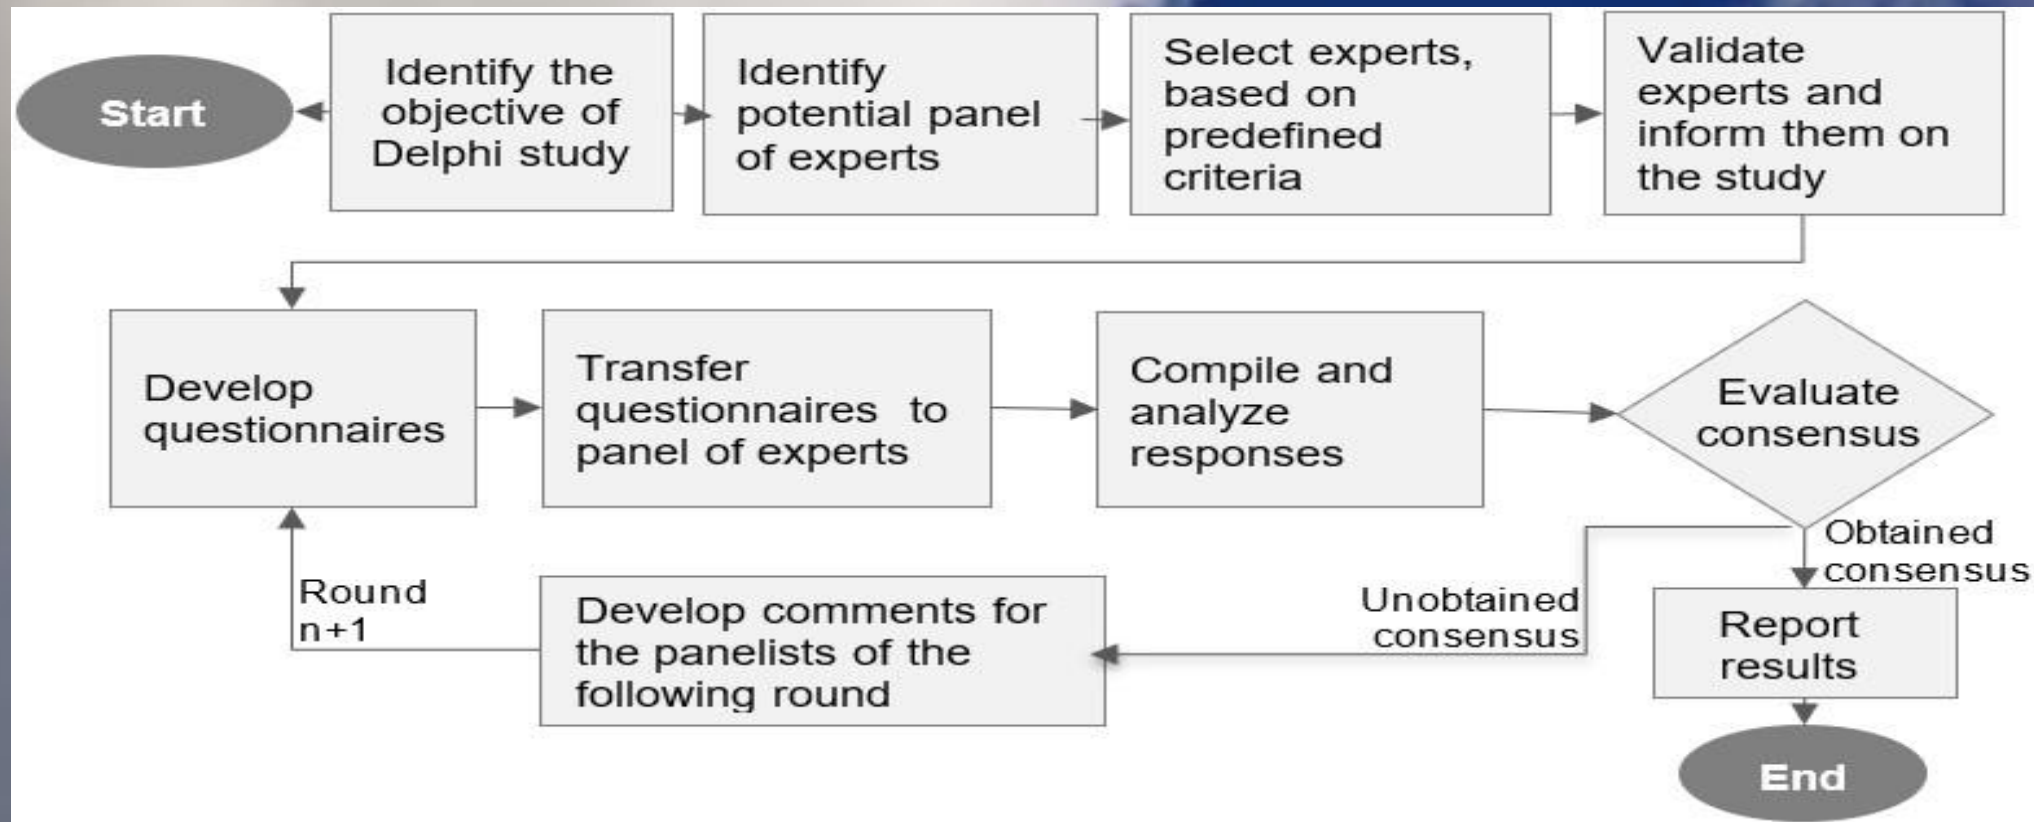 Start
Identify the
objective of
Delphi study
Identify
potential panel
of experts
Select experts,
based on
predefined
criteria
Validate
experts and
inform them on
the study
Develop
questionnaires
Transfer
questionnaires to
panel of experts
Compile and
analyze
responses
Evaluate
consensus
Obtained
consensus
Unobtained
consensus
Round
n+1
Develop comments for
the panelists of the
following round
Report
results
End